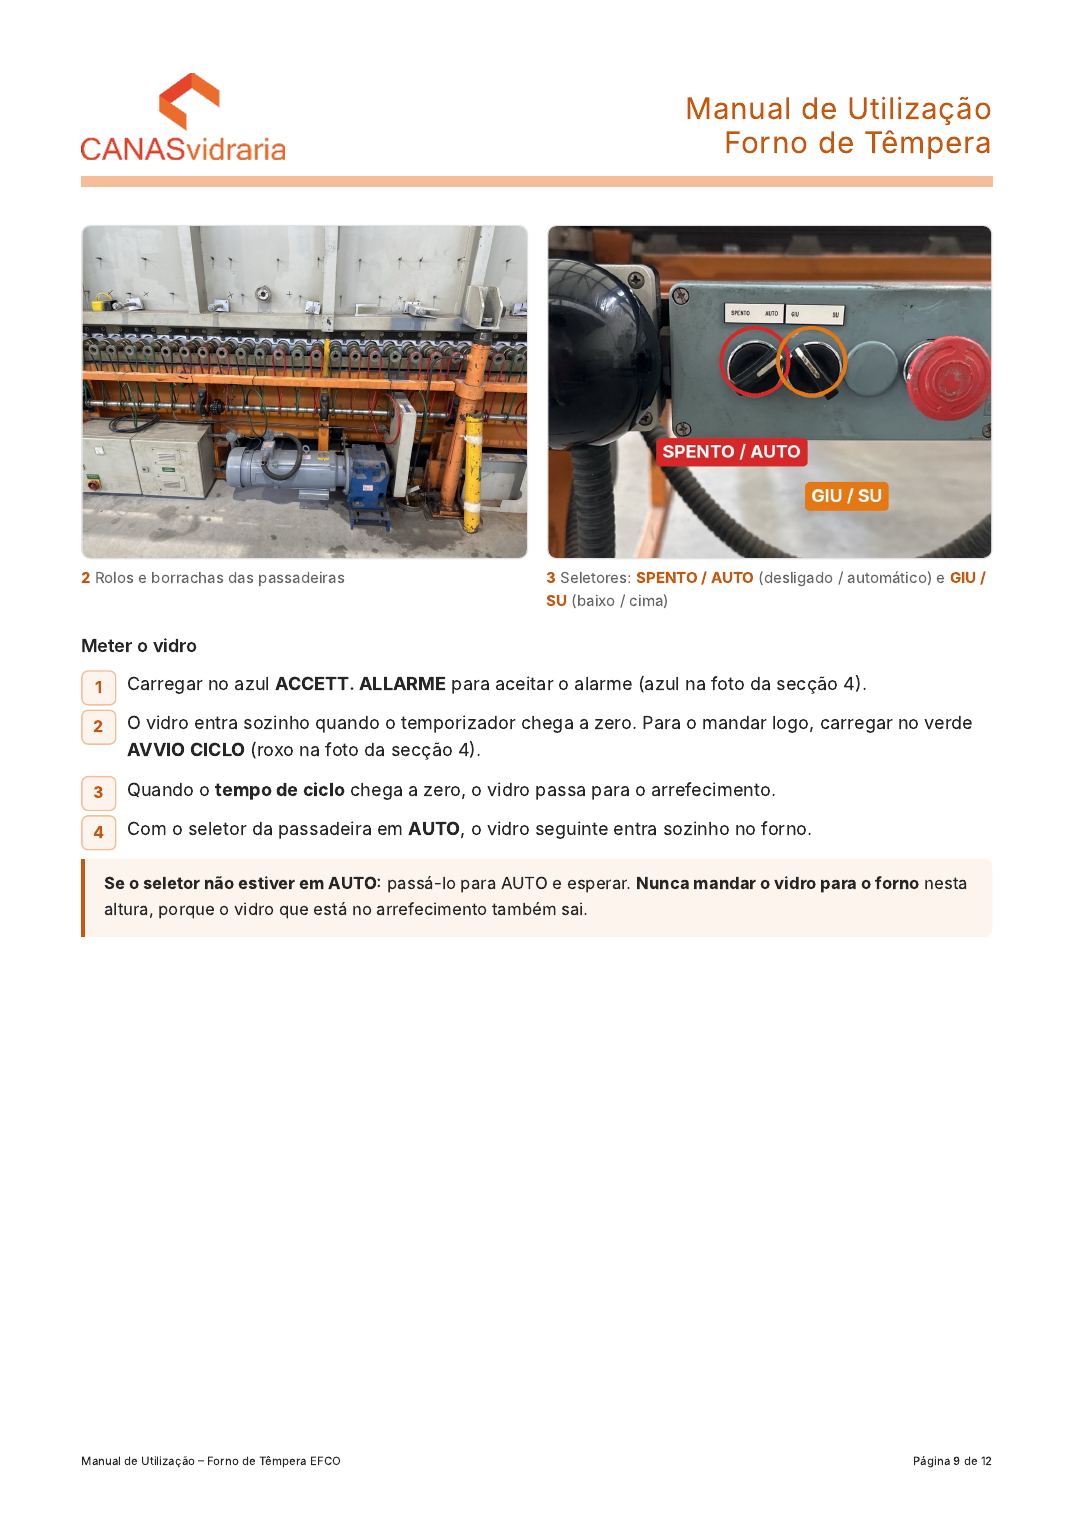 CANASvidraria
Manual de Utilização
Forno de Têmpera
SPENTO AUTO GIU SU
SPENTO / AUTO
GIU / SU
2 Rolos e borrachas das passadeiras
3 Seletores: SPENTO / AUTO (desligado / automático) e GIU /
SU (baixo / cima)
Meter o vidro
1 Carregar no azul ACCETT. ALLARME para aceitar o alarme (azul na foto da secção 4).
2 O vidro entra sozinho quando o temporizador chega a zero. Para o mandar logo, carregar no verde
AVVIO CICLO (roxo na foto da secção 4).
3 Quando o tempo de ciclo chega a zero, o vidro passa para o arrefecimento.
4 Com o seletor da passadeira em AUTO, o vidro seguinte entra sozinho no forno.
Se o seletor não estiver em AUTO: passá-lo para AUTO e esperar. Nunca mandar o vidro para o forno nesta
altura, porque o vidro que está no arrefecimento também sai.
Manual de Utilização – Forno de Têmpera EFCO
Página 9 de 12